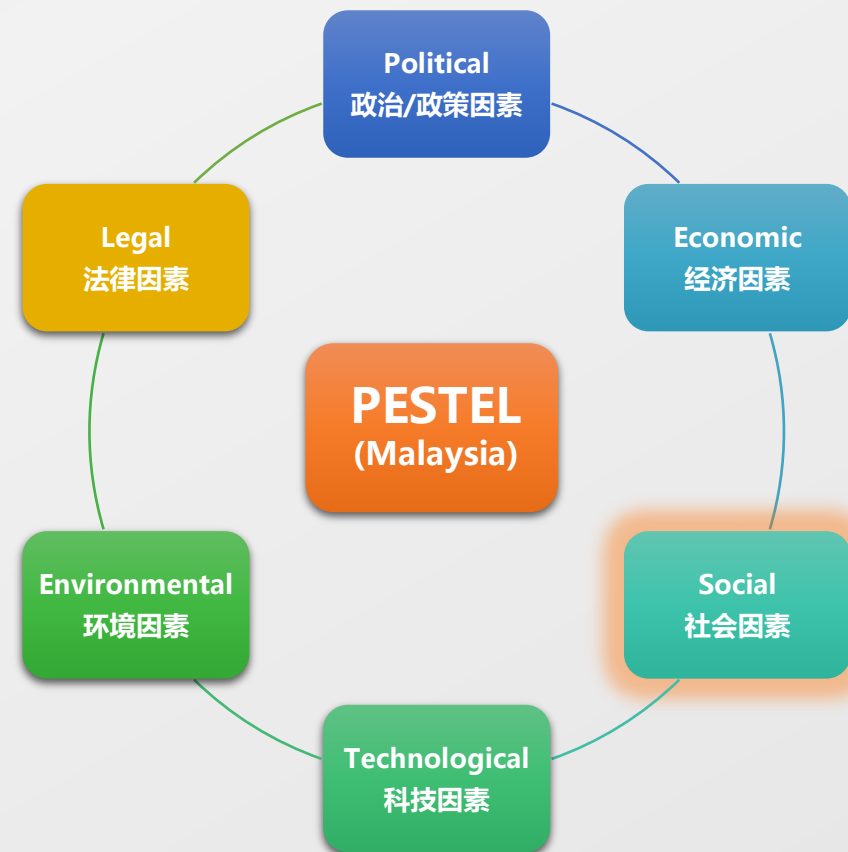 Political
政治/政策因素
Legal
法律因素
Economic
经济因素
PESTEL
(Malaysia)
Environmental
环境因素
Social
社会因素
Technological
科技因素